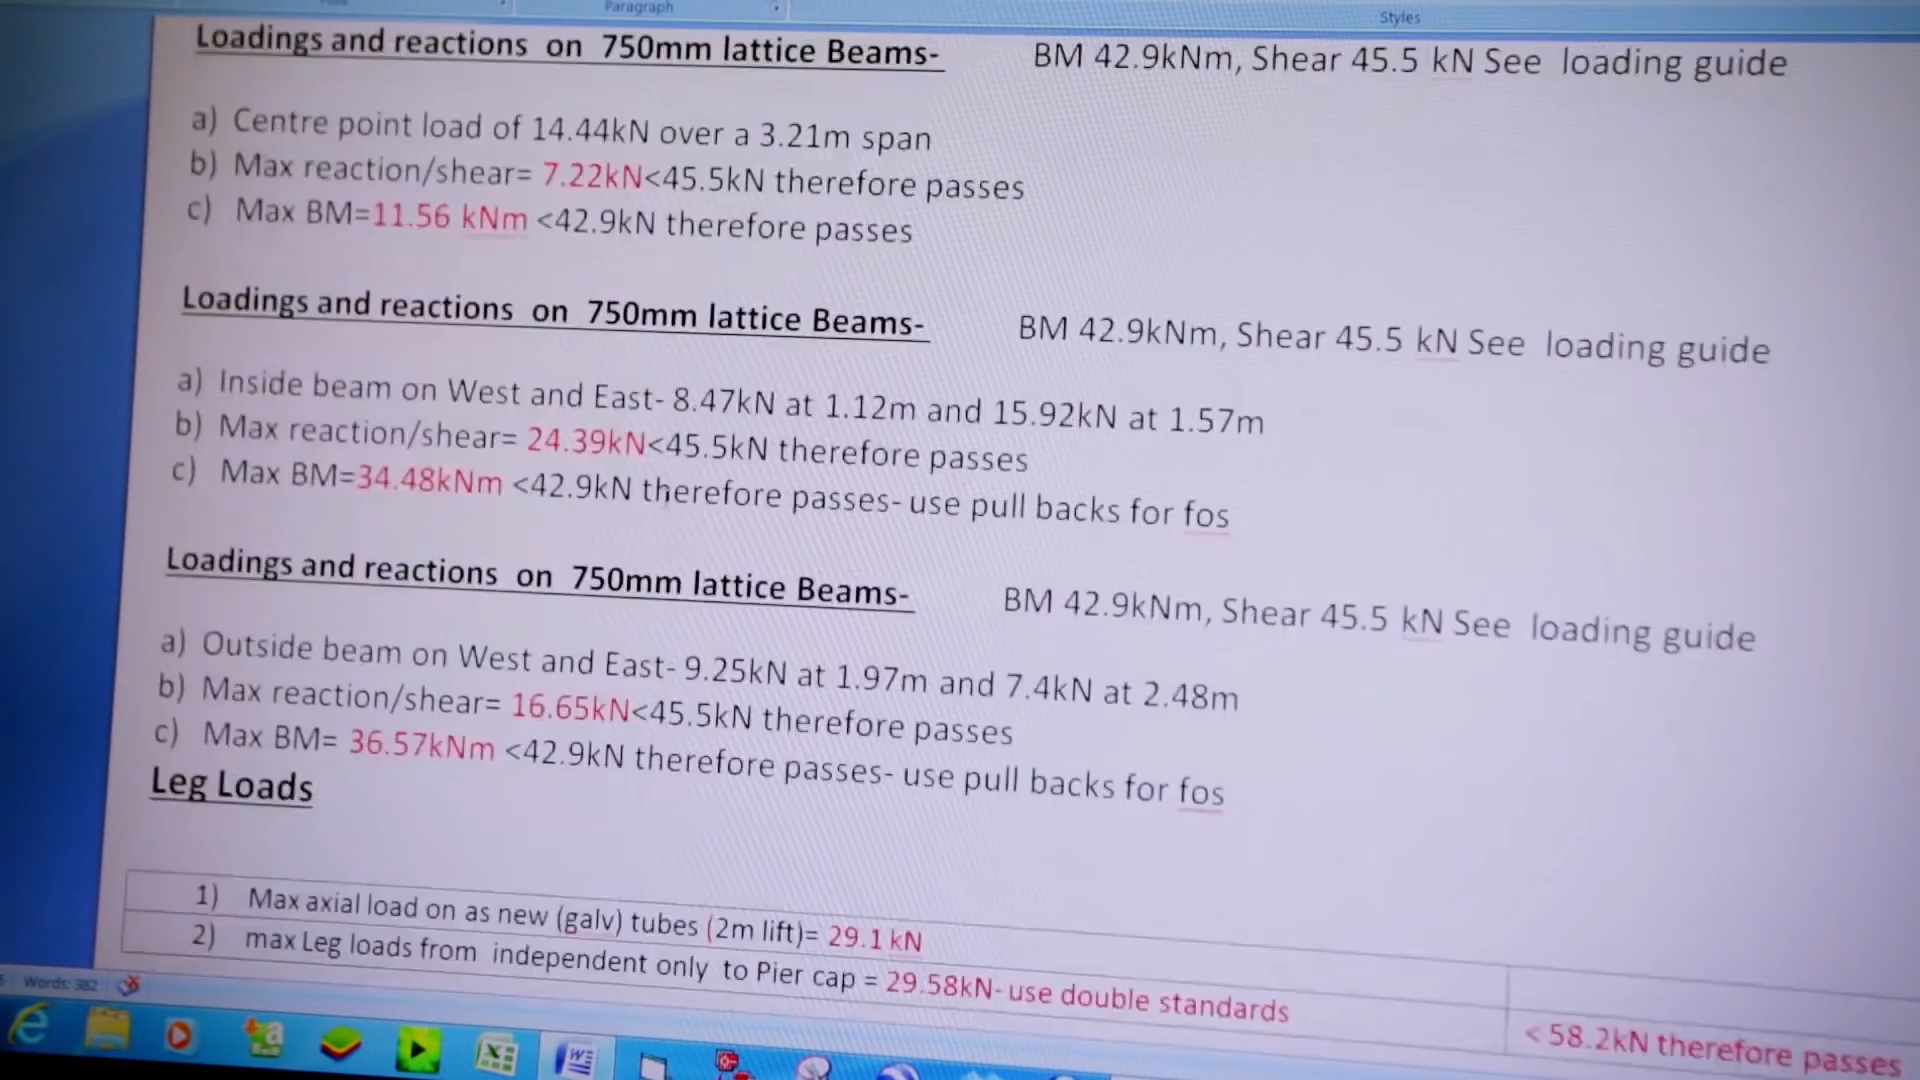 Paragraph
Styles
Loadings and reactions on 750mm lattice Beams- BM 42.9kNm, Shear 45.5 kN See loading guide
a) Centre point load of 14.44kN over a 3.21m span
b) Max reaction/shear= 7.22kN<45.5kN therefore passes
c) Max BM=11.56 kNm <42.9kN therefore passes
Loadings and reactions on 750mm lattice Beams- BM 42.9kNm, Shear 45.5 kN See loading guide
a) Inside beam on West and East- 8.47kN at 1.12m and 15.92kN at 1.57m
b) Max reaction/shear= 24.39kN<45.5kN therefore passes
c) Max BM=34.48kNm <42.9kN therefore passes- use pull backs for fos
Loadings and reactions on 750mm lattice Beams- BM 42.9kNm, Shear 45.5 kN See loading guide
a) Outside beam on West and East- 9.25kN at 1.97m and 7.4kN at 2.48m
b) Max reaction/shear= 16.65kN<45.5kN therefore passes
c) Max BM= 36.57kNm <42.9kN therefore passes- use pull backs for fos
Leg Loads
1) Max axial load on as new (galv) tubes (2m lift)= 29.1 kN
2) max Leg loads from independent only to Pier cap = 29.58kN- use double standards
< 58.2kN therefore passes
Words: 382